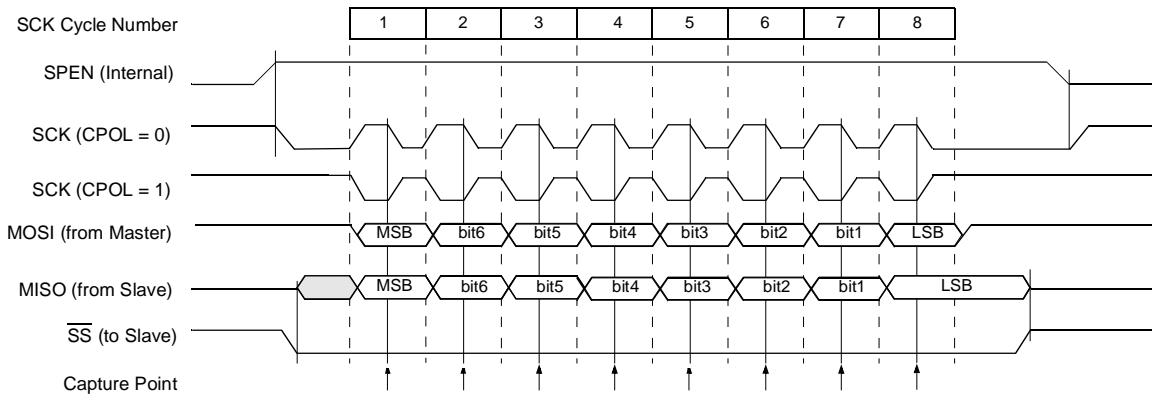 SCK Cycle Number 1 2 3 4 5 6 7 8
SPEN (Internal)
SCK (CPOL = 0)
SCK (CPOL = 1)
MOSI (from Master) MSB bit6 bit5 bit4 bit3 bit2 bit1 LSB
MISO (from Slave) MSB bit6 bit5 bit4 bit3 bit2 bit1 LSB
SS (to Slave)
Capture Point